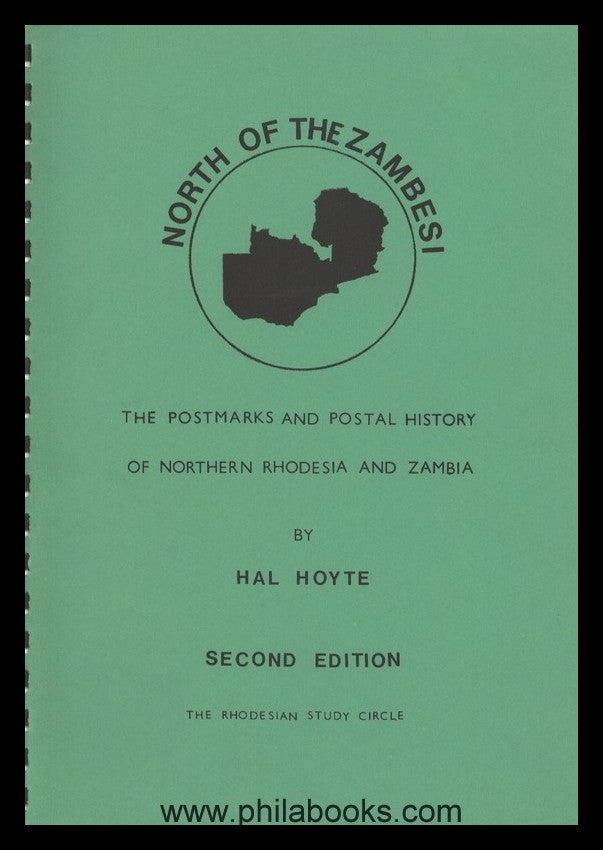 NORTH OF THE ZAMBESI
THE POSTMARKS AND POSTAL HISTORY
OF NORTHERN RHODESIA AND ZAMBIA
BY
HAL HOYTE
SECOND EDITION
THE RHODESIAN STUDY CIRCLE
www.philabooks.com